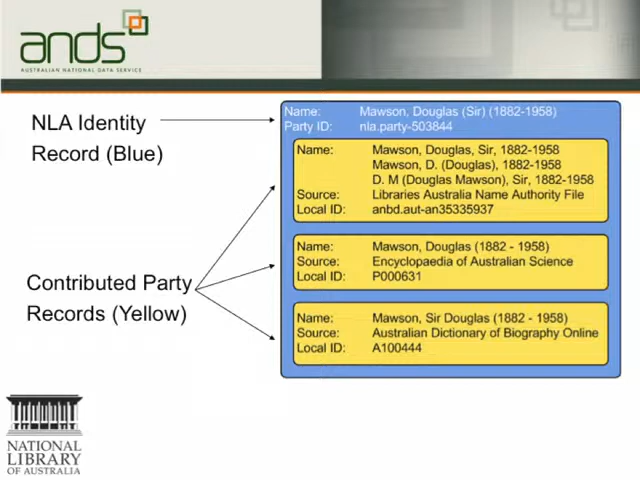 ands
AUSTRALIAN NATIONAL DATA SERVICE
NLA Identity
Record (Blue)
Name: Mawson, Douglas (Sir) (1882-1958)
Party ID: nla.party-503844
Name: Mawson, Douglas, Sir, 1882-1958
Mawson, D. (Douglas), 1882-1958
D. M (Douglas Mawson), Sir, 1882-1958
Source: Libraries Australia Name Authority File
Local ID: anbd.aut-an35335937
Contributed Party
Records (Yellow)
Name: Mawson, Douglas (1882 - 1958)
Source: Encyclopaedia of Australian Science
Local ID: P000631
Name: Mawson, Sir Douglas (1882 - 1958)
Source: Australian Dictionary of Biography Online
Local ID: A100444
NATIONAL
LIBRARY
OF AUSTRALIA